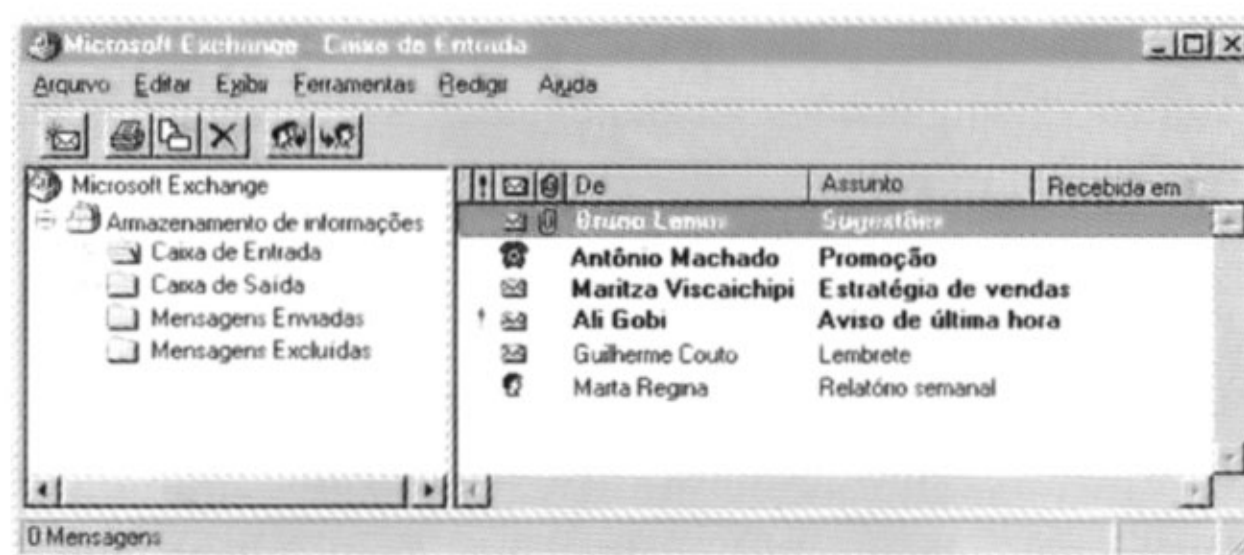 Microsoft Exchange - Caixa de Entrada
Arquivo Editar Exibir Ferramentas Redigir Ajuda
Microsoft Exchange
Armazenamento de informações
Caixa de Entrada
Caixa de Saída
Mensagens Enviadas
Mensagens Excluídas
De Assunto Recebida em
Bruno Lemos Sugestões
Antônio Machado Promoção
Maritza Viscaichipi Estratégia de vendas
Ali Gobi Aviso de última hora
Guilherme Couto Lembrete
Marta Regina Relatório semanal
0 Mensagens